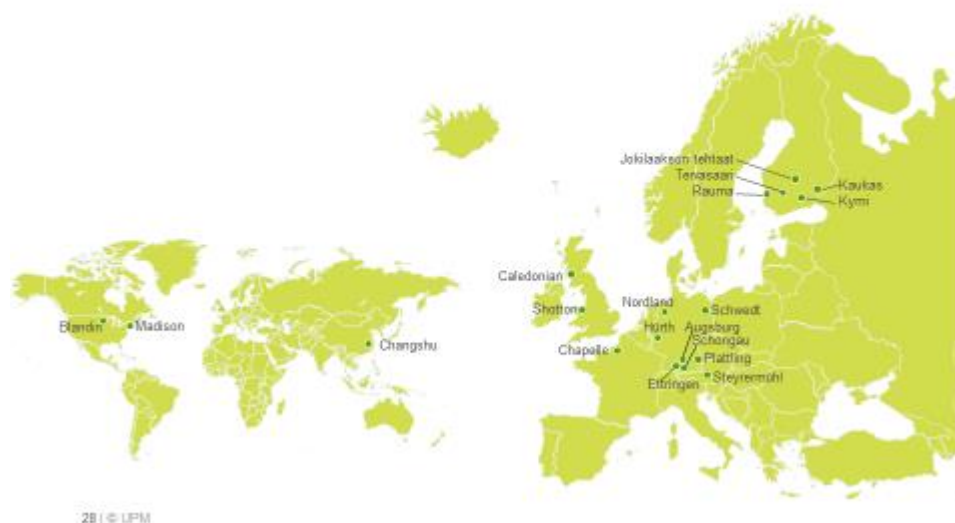 Jokilaakson tehtaat
Tervasaari
Rauma
Kaukas
Kymi
Caledonian
Shotton
Nordland
Schwedt
Hürth
Augsburg
Schongau
Chapelle
Plattling
Ettringen
Steyrermühl
Blandin
Madison
Changshu
28 | © UPM